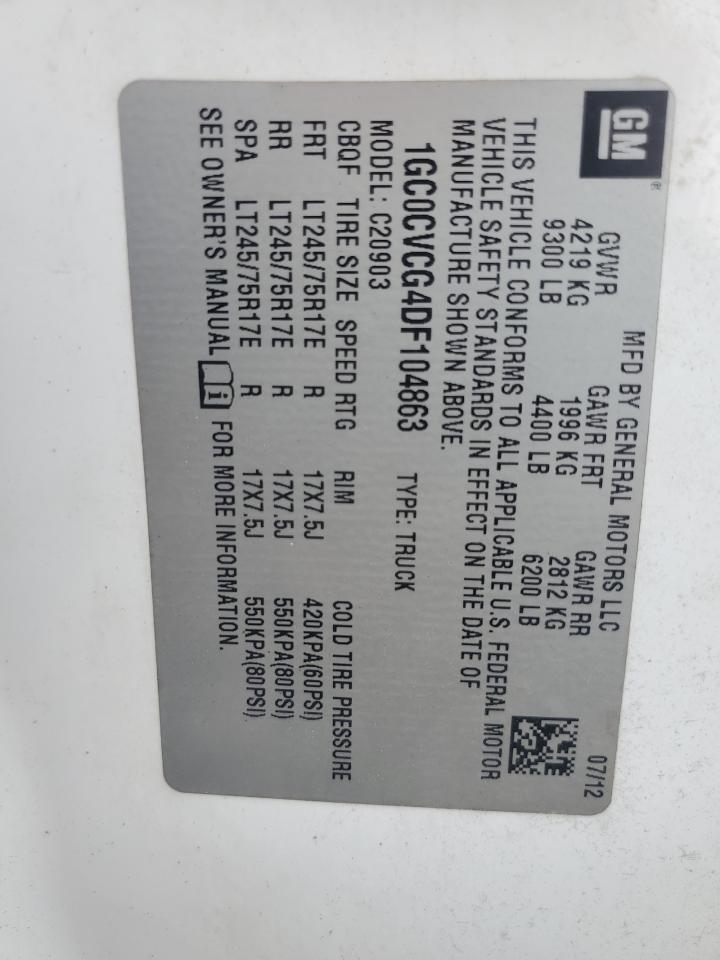 GM®
MFD BY GENERAL MOTORS LLC 07/12
GVWR GAWR FRT GAWR RR
4219 KG 1996 KG 2812 KG
9300 LB 4400 LB 6200 LB
THIS VEHICLE CONFORMS TO ALL APPLICABLE U.S. FEDERAL MOTOR
VEHICLE SAFETY STANDARDS IN EFFECT ON THE DATE OF
MANUFACTURE SHOWN ABOVE.
1GC0CVCG4DF104863 TYPE: TRUCK
MODEL: C20903
CBQF TIRE SIZE SPEED RTG RIM COLD TIRE PRESSURE
FRT LT245/75R17E R 17X7.5J 420KPA(60PSI)
RR LT245/75R17E R 17X7.5J 550KPA(80PSI)
SPA LT245/75R17E R 17X7.5J 550KPA(80PSI)
SEE OWNER'S MANUAL i FOR MORE INFORMATION.